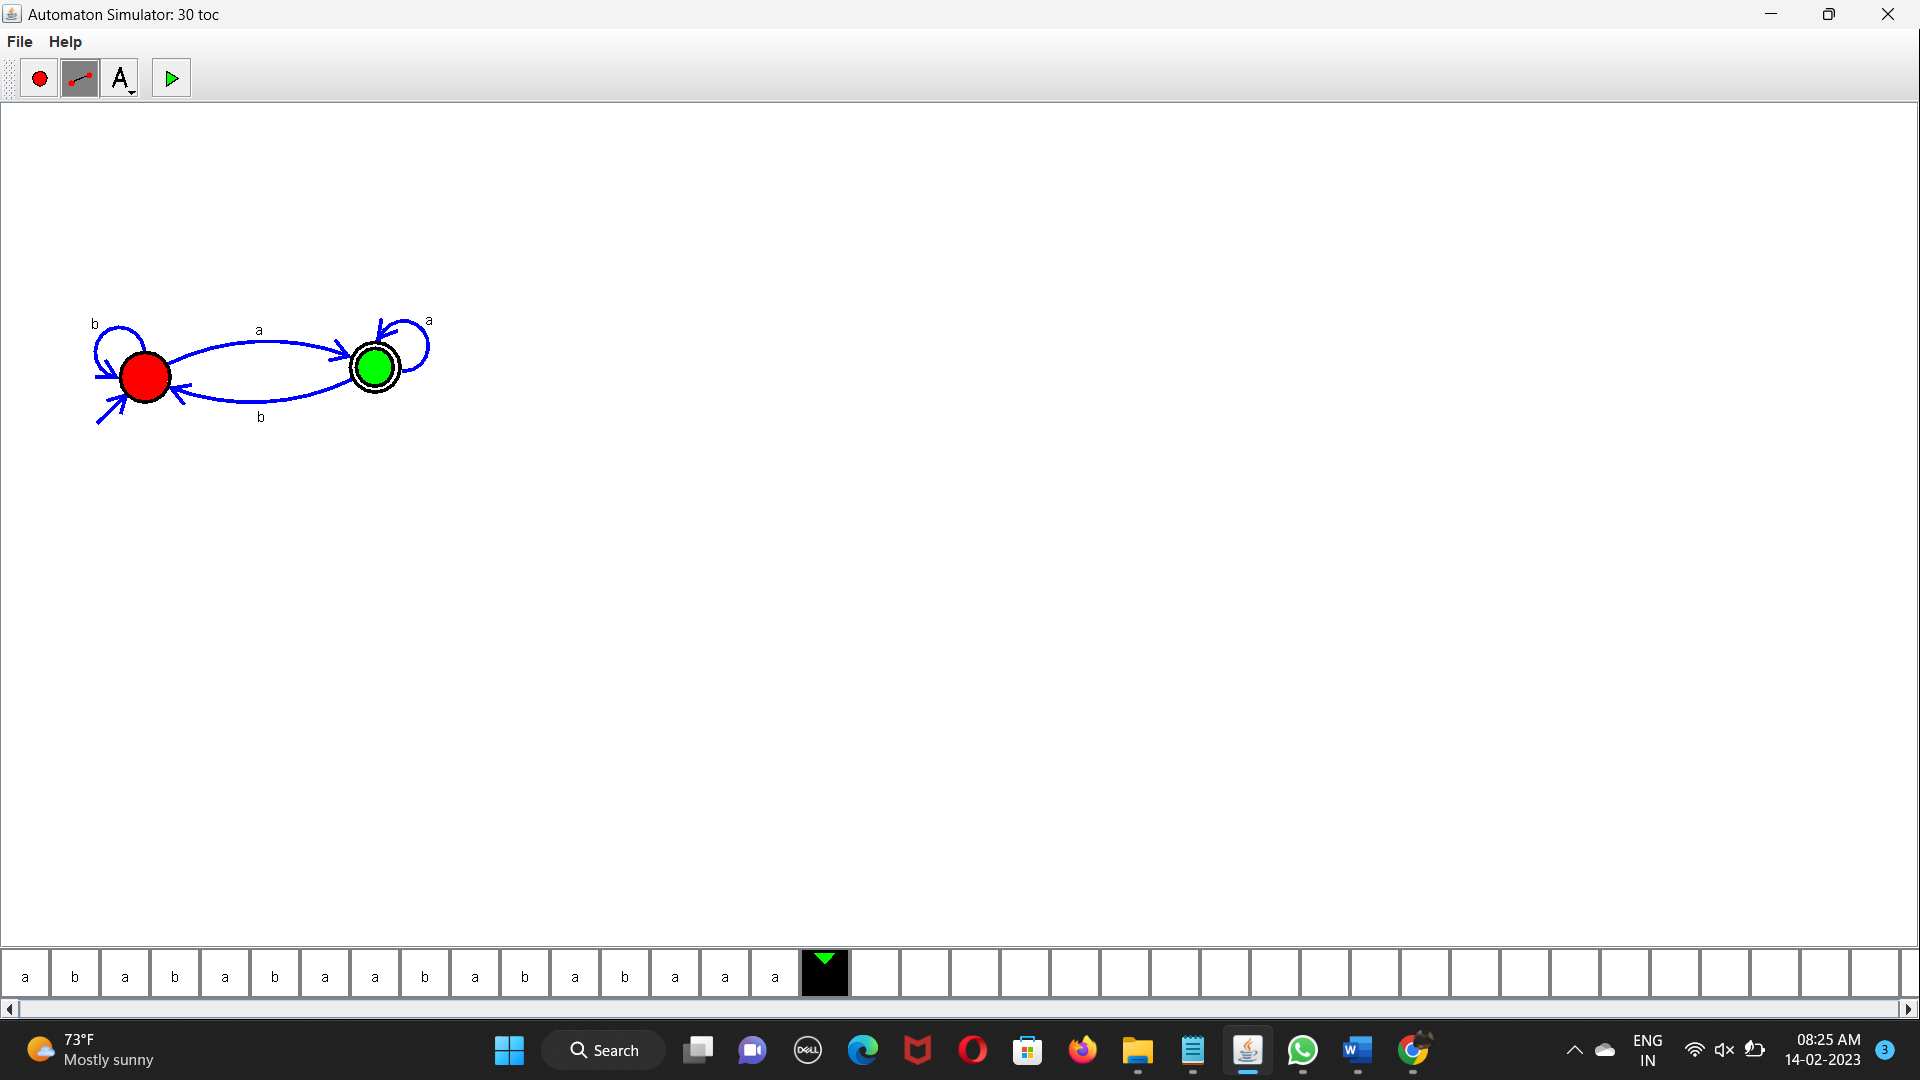 Automaton Simulator: 30 toc
File Help
A
b
a
a
b
a b a b a b a a b a b a b a a a
73°F
Mostly sunny
Search
DELL
W
ENG
IN
08:25 AM
14-02-2023
3